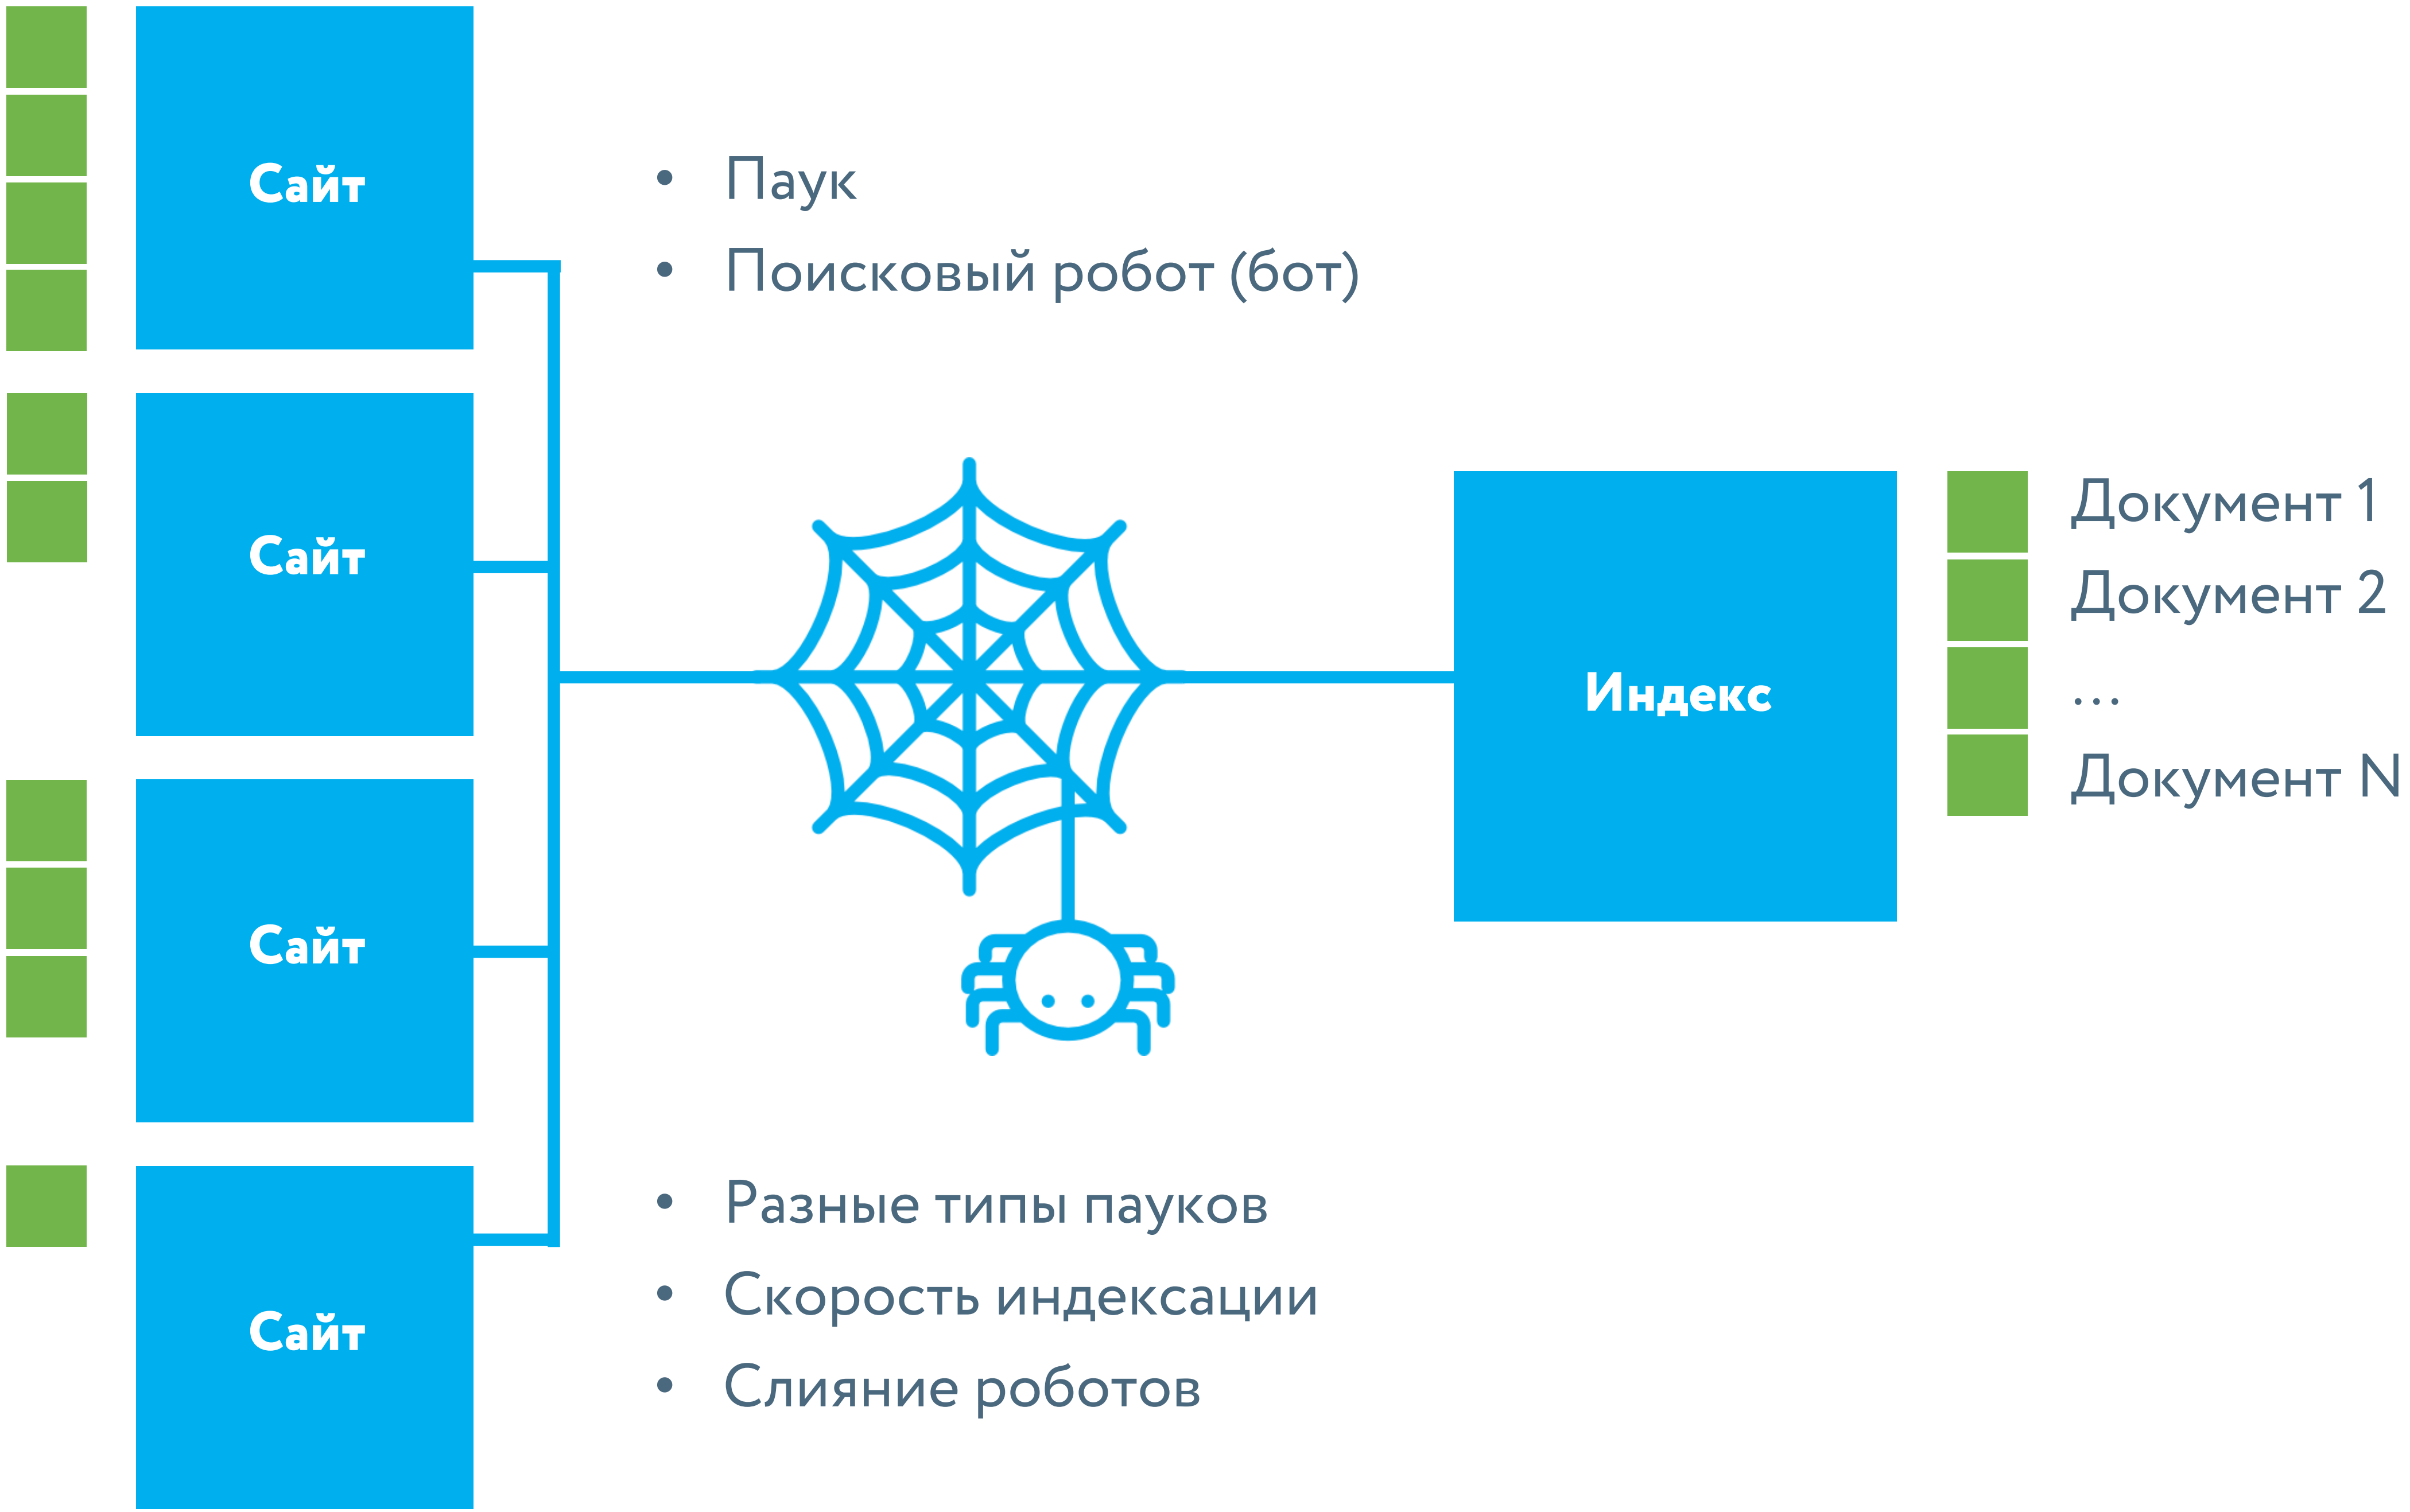 Сайт
Сайт
Сайт
Сайт
• Паук
• Поисковый робот (бот)
Индекс
Документ 1
Документ 2
...
Документ N
• Разные типы пауков
• Скорость индексации
• Слияние роботов